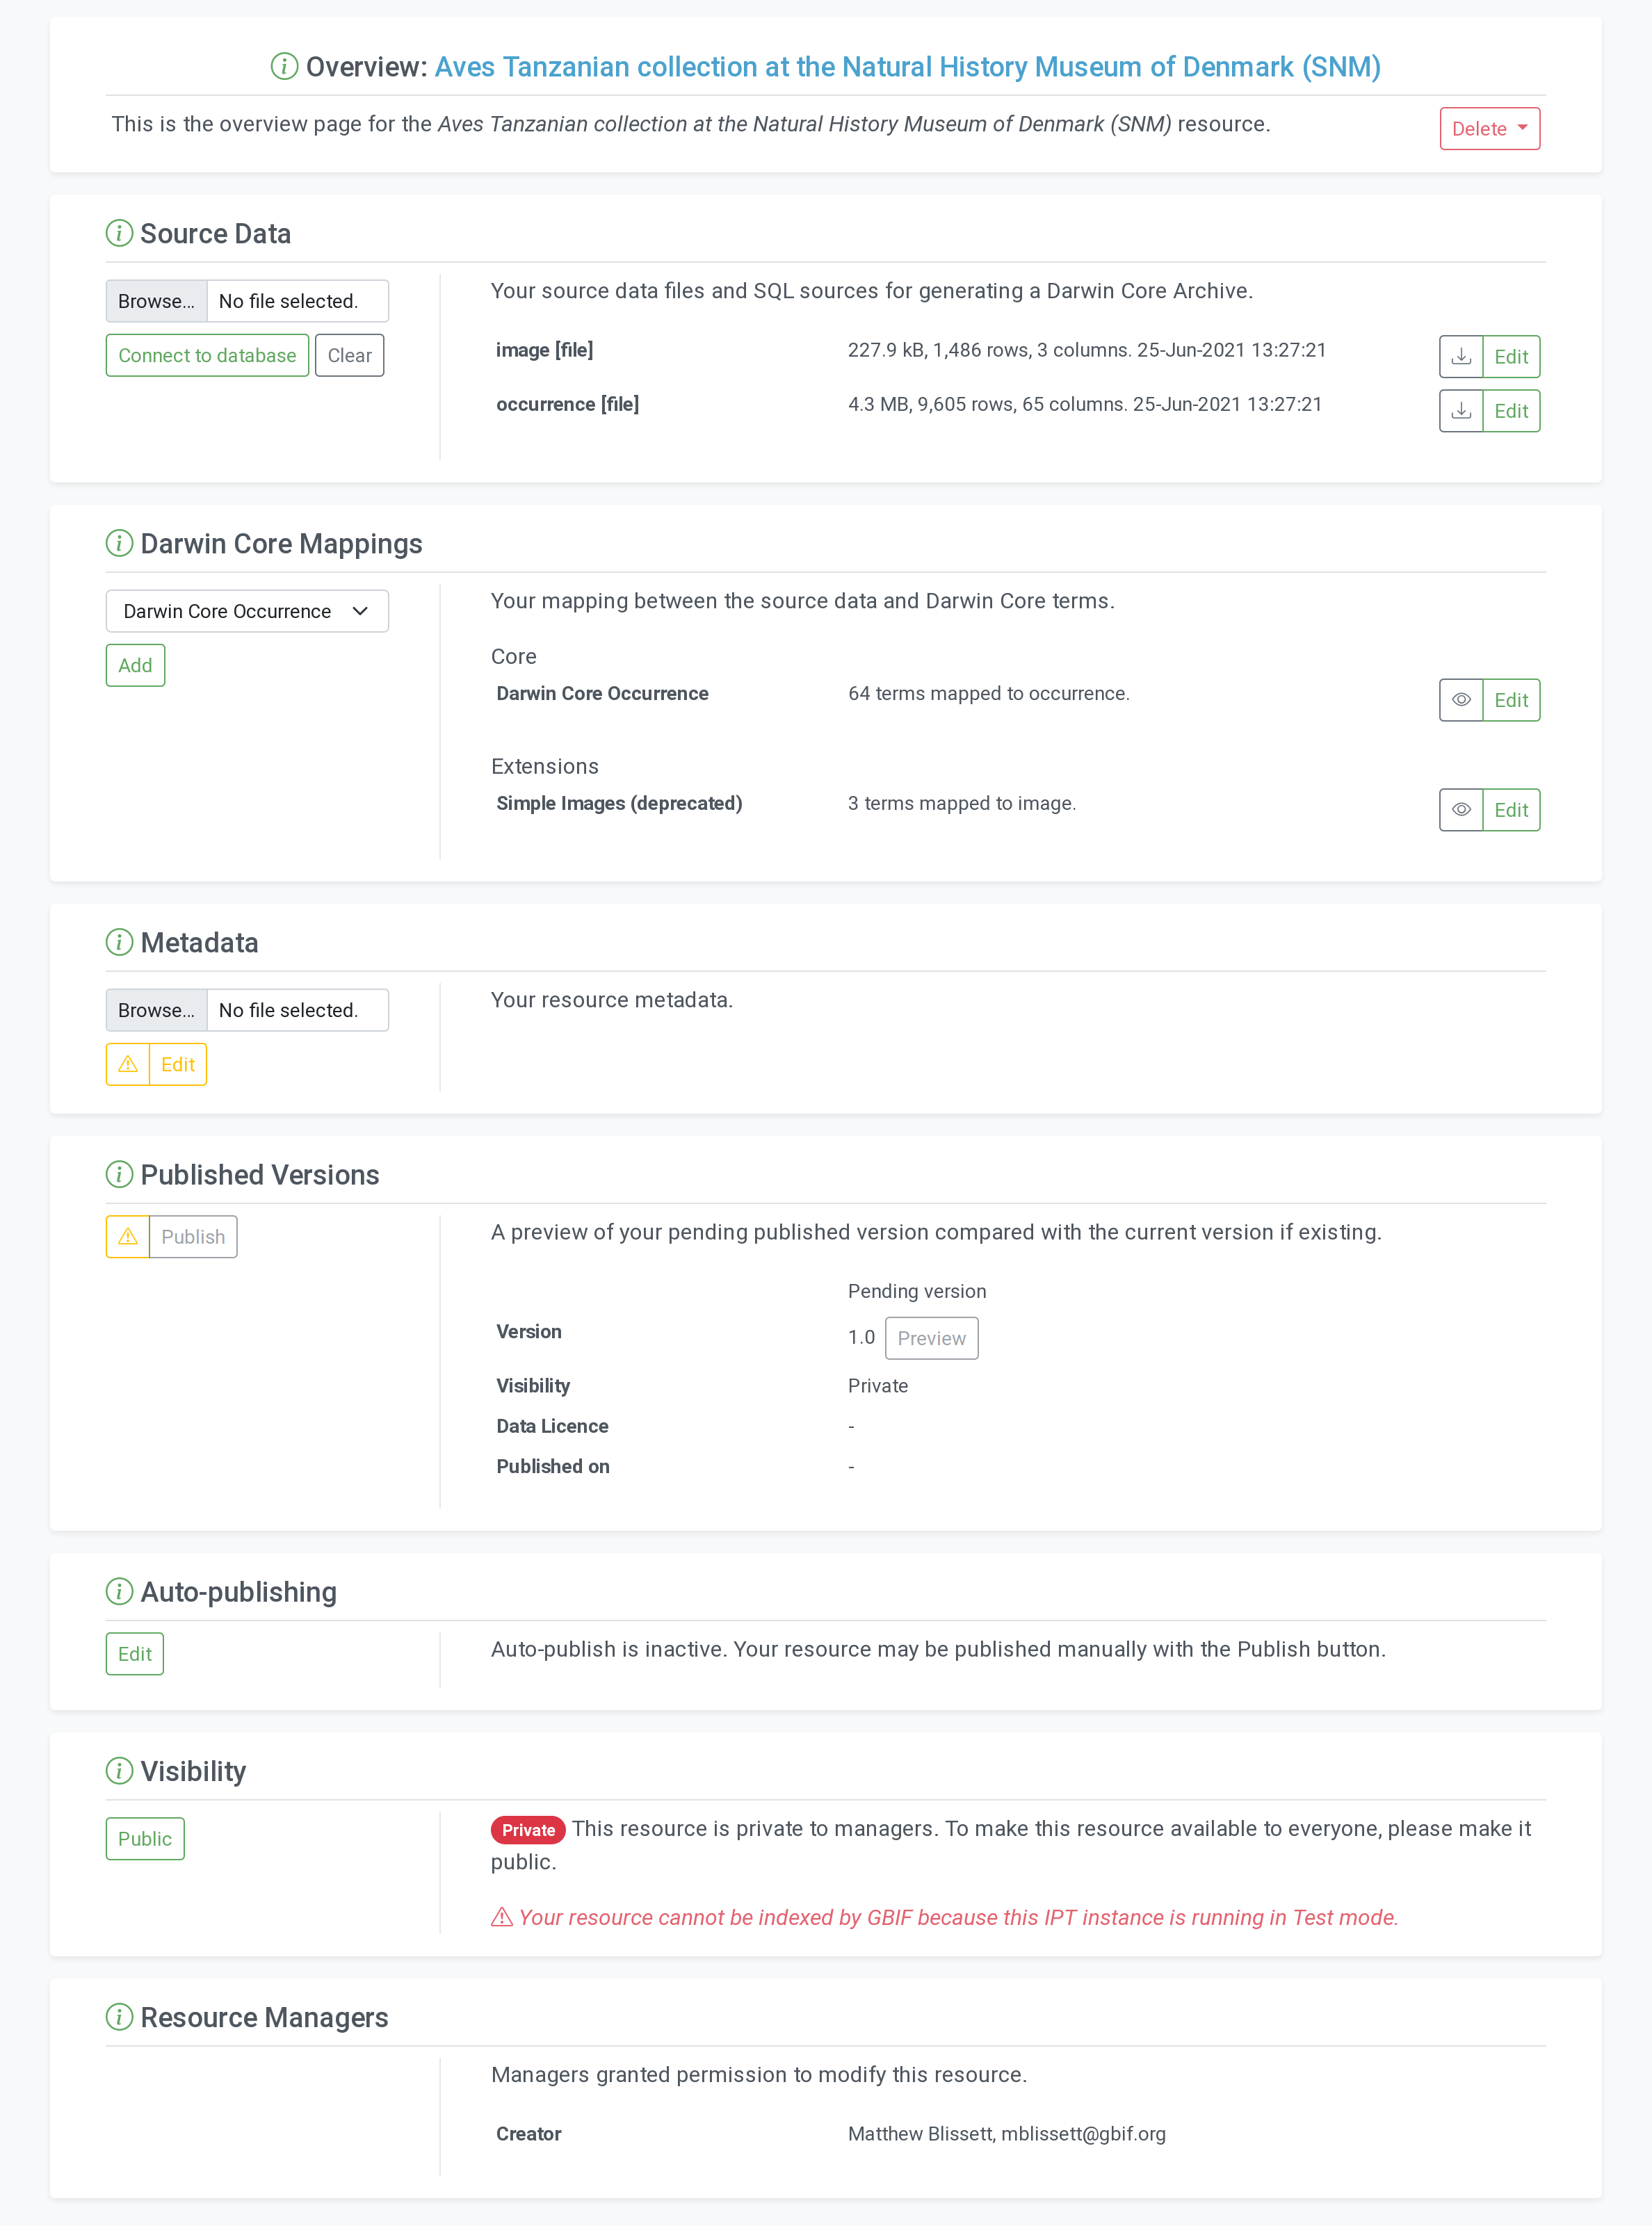 Overview: Aves Tanzanian collection at the Natural History Museum of Denmark (SNM)
This is the overview page for the Aves Tanzanian collection at the Natural History Museum of Denmark (SNM) resource.
Delete
Source Data
Browse... No file selected.
Connect to database Clear
Your source data files and SQL sources for generating a Darwin Core Archive.
image [file] 227.9 kB, 1,486 rows, 3 columns. 25-Jun-2021 13:27:21 Edit
occurrence [file] 4.3 MB, 9,605 rows, 65 columns. 25-Jun-2021 13:27:21 Edit
Darwin Core Mappings
Darwin Core Occurrence
Add
Your mapping between the source data and Darwin Core terms.
Core
Darwin Core Occurrence 64 terms mapped to occurrence. Edit
Extensions
Simple Images (deprecated) 3 terms mapped to image. Edit
Metadata
Browse... No file selected.
Edit
Your resource metadata.
Published Versions
Publish
A preview of your pending published version compared with the current version if existing.
Pending version
Version 1.0 Preview
Visibility Private
Data Licence -
Published on -
Auto-publishing
Edit
Auto-publish is inactive. Your resource may be published manually with the Publish button.
Visibility
Public
Private This resource is private to managers. To make this resource available to everyone, please make it
public.
Your resource cannot be indexed by GBIF because this IPT instance is running in Test mode.
Resource Managers
Managers granted permission to modify this resource.
Creator Matthew Blissett, mblissett@gbif.org